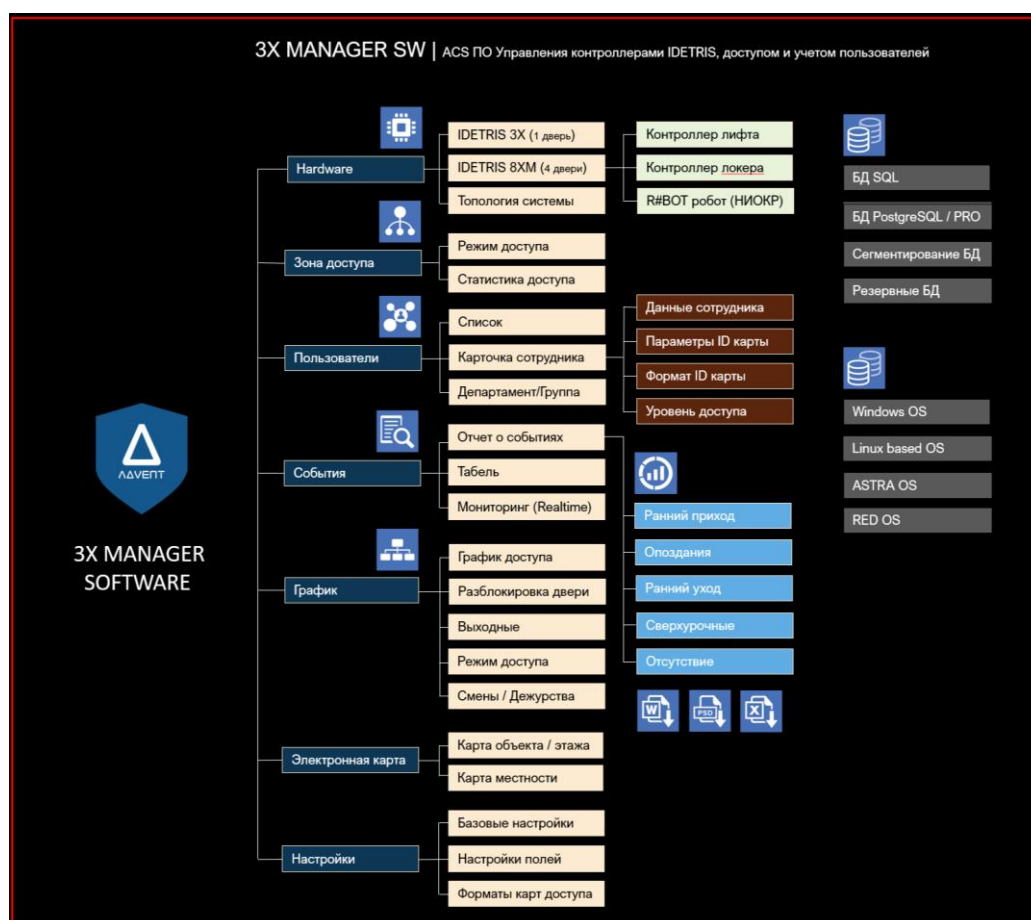 3X MANAGER SW | ACS ПО Управления контроллерами IDETRIS, доступом и учетом пользователей
Hardware
IDETRIS 3X (1 дверь)
IDETRIS 8XM (4 двери)
Топология системы
Контроллер лифта
Контроллер локера
R#BOT робот (НИОКР)
Зона доступа
Режим доступа
Статистика доступа
Пользователи
Список
Карточка сотрудника
Департамент/Группа
Данные сотрудника
Параметры ID карты
Формат ID карты
Уровень доступа
События
Отчет о событиях
Табель
Мониторинг (Realtime)
Ранний приход
Опоздания
Ранний уход
Сверхурочные
Отсутствие
W
PSD
X
График
График доступа
Разблокировка двери
Выходные
Режим доступа
Смены / Дежурства
Электронная карта
Карта объекта / этажа
Карта местности
Настройки
Базовые настройки
Настройки полей
Форматы карт доступа
БД SQL
БД PostgreSQL / PRO
Сегментирование БД
Резервные БД
Windows OS
Linux based OS
ASTRA OS
RED OS
ΛDVENT
3X MANAGER
SOFTWARE